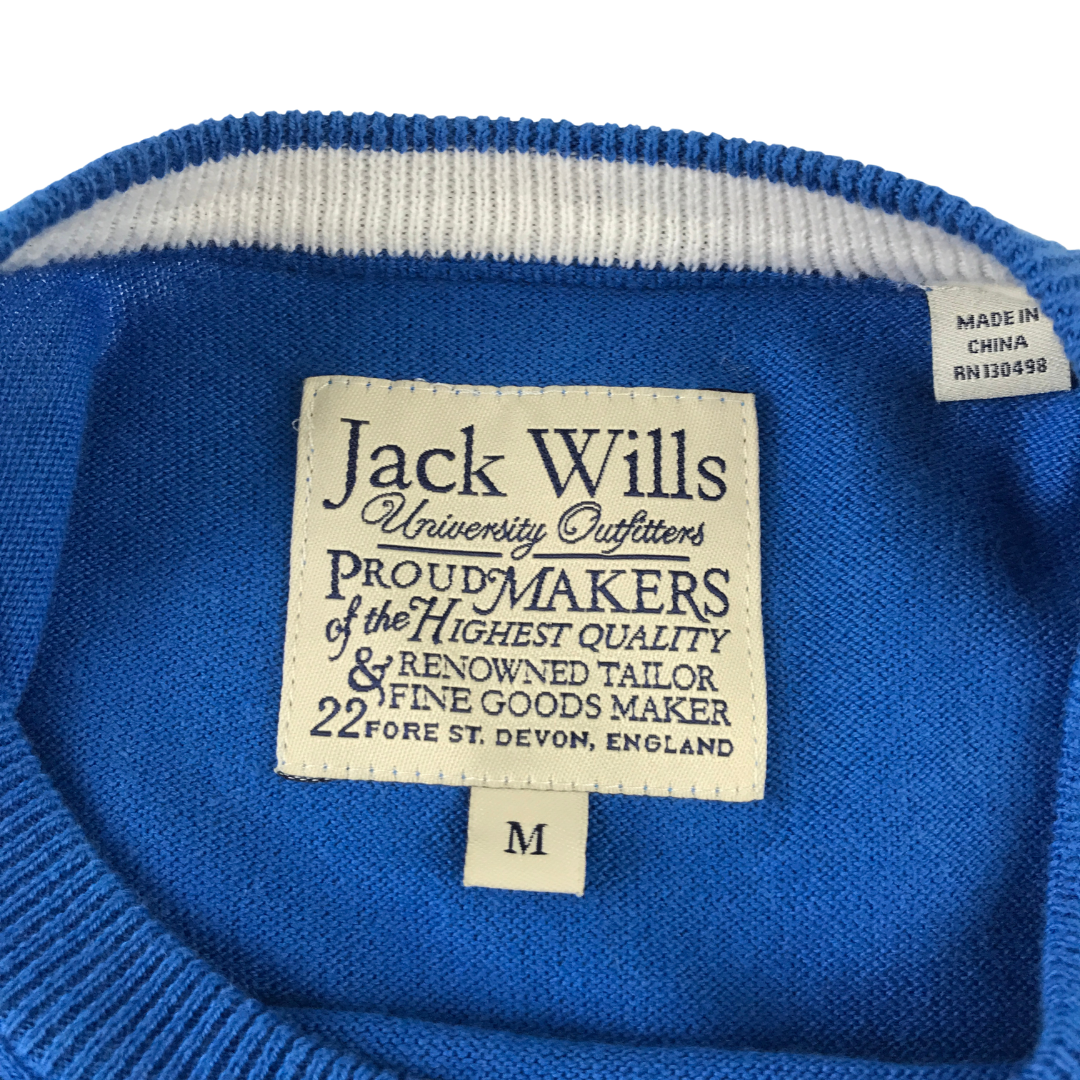 MADE IN
CHINA
RN130498
Jack Wills
University Outfitters
PROUD MAKERS
of the HIGHEST QUALITY
& RENOWNED TAILOR
FINE GOODS MAKER
22 FORE ST. DEVON, ENGLAND
M